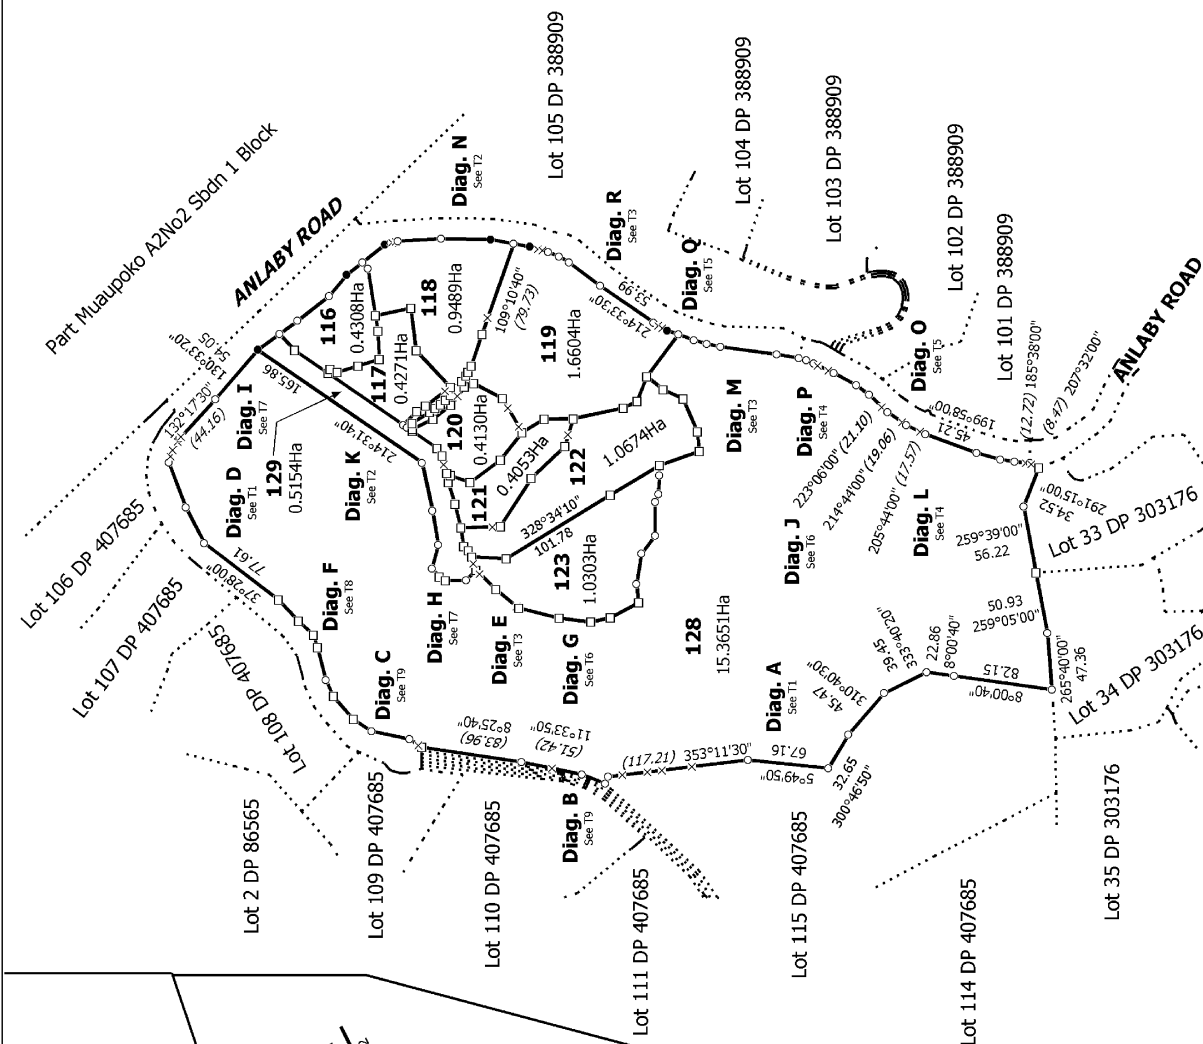 Part Muaupoko A2No2 Sbdn 1 Block
ANLABY ROAD
Lot 105 DP 388909
Lot 104 DP 388909
Lot 103 DP 388909
Lot 102 DP 388909
Lot 101 DP 388909
ANLABY ROAD
Diag. N
See T2
Diag. R
See T3
Diag. Q
See T5
Diag. O
See T5
Diag. P
See T4
Diag. M
See T3
Diag. L
See T4
Diag. J
See T6
130°33'20"
54.05
132°17'30"
(44.16)
165.86
214°31'40"
Diag. I
See T7
Diag. D
See T1
Diag. K
See T2
129
0.5154Ha
116
0.4308Ha
117
0.4271Ha
118
0.9489Ha
109°10'40"
(79.73)
119
1.6604Ha
120
0.4130Ha
121
0.4053Ha
122
1.0674Ha
328°34'10"
101.78
123
1.0303Ha
128
15.3651Ha
53.99
214°33'30"
223°06'00" (21.10)
214°44'00" (19.06)
205°44'00" (17.57)
199°58'00"
45.21
(12.72) 185°38'00"
(8.47) 207°32'00"
291°15'00"
34.52
259°39'00"
56.22
50.93
259°50'00"
265°40'00"
47.36
82.15
8°00'40"
22.86
8°00'40"
39.45
333°40'20"
310°40'30"
45.47
32.65
300°46'50"
67.16
5°49'50"
353°11'30"
(117.21)
(51.42)
11°33'50"
(83.96)
8°25'40"
77.61
37°28'00"
Diag. F
See T8
Diag. C
See T9
Diag. H
See T7
Diag. E
See T3
Diag. G
See T6
Diag. A
See T1
Diag. B
See T9
Lot 106 DP 407685
Lot 107 DP 407685
Lot 108 DP 407685
Lot 2 DP 86565
Lot 109 DP 407685
Lot 110 DP 407685
Lot 111 DP 407685
Lot 115 DP 407685
Lot 114 DP 407685
Lot 33 DP 303176
Lot 34 DP 303176
Lot 35 DP 303176